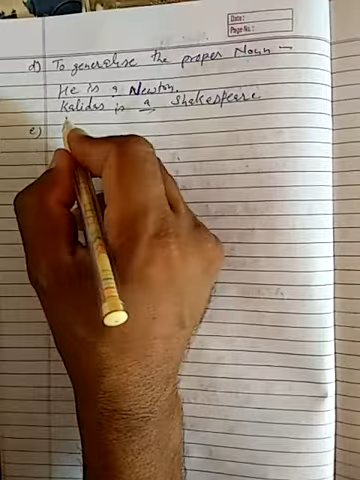 Date:
Page No.:
d) To generalise the proper Noun —
He is a Newton.
Kalidas is a Shakespeare.
e)